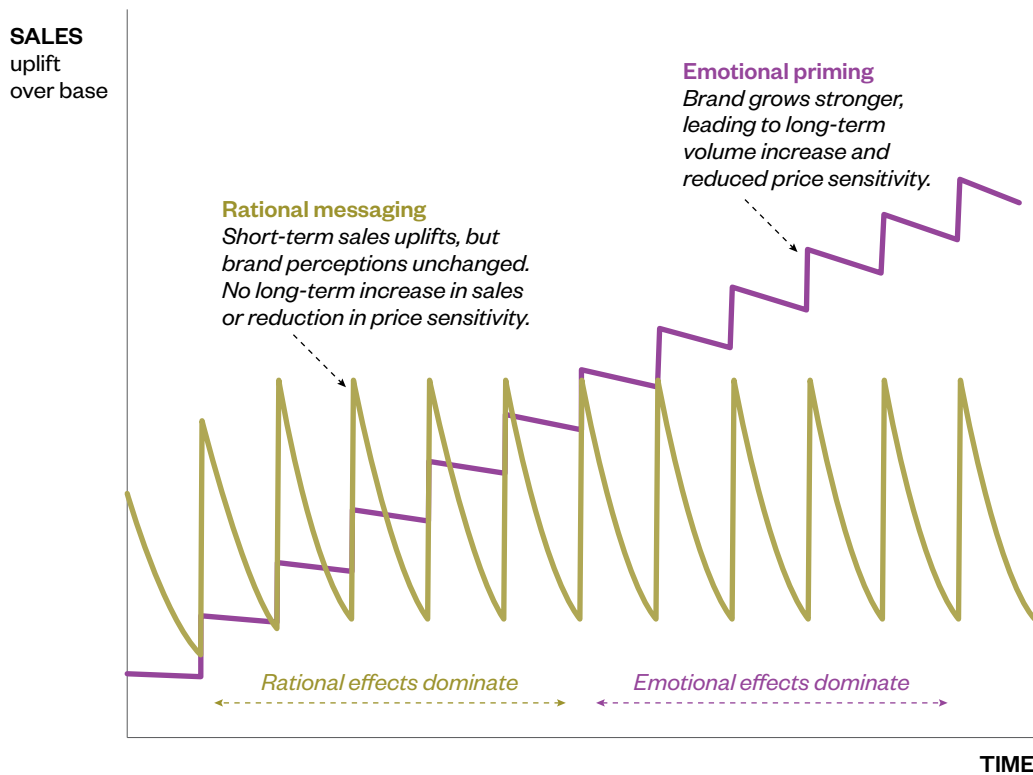 SALES
uplift
over base
Emotional priming
Brand grows stronger,
leading to long-term
volume increase and
reduced price sensitivity.
Rational messaging
Short-term sales uplifts, but
brand perceptions unchanged.
No long-term increase in sales
or reduction in price sensitivity.
Rational effects dominate
Emotional effects dominate
TIME